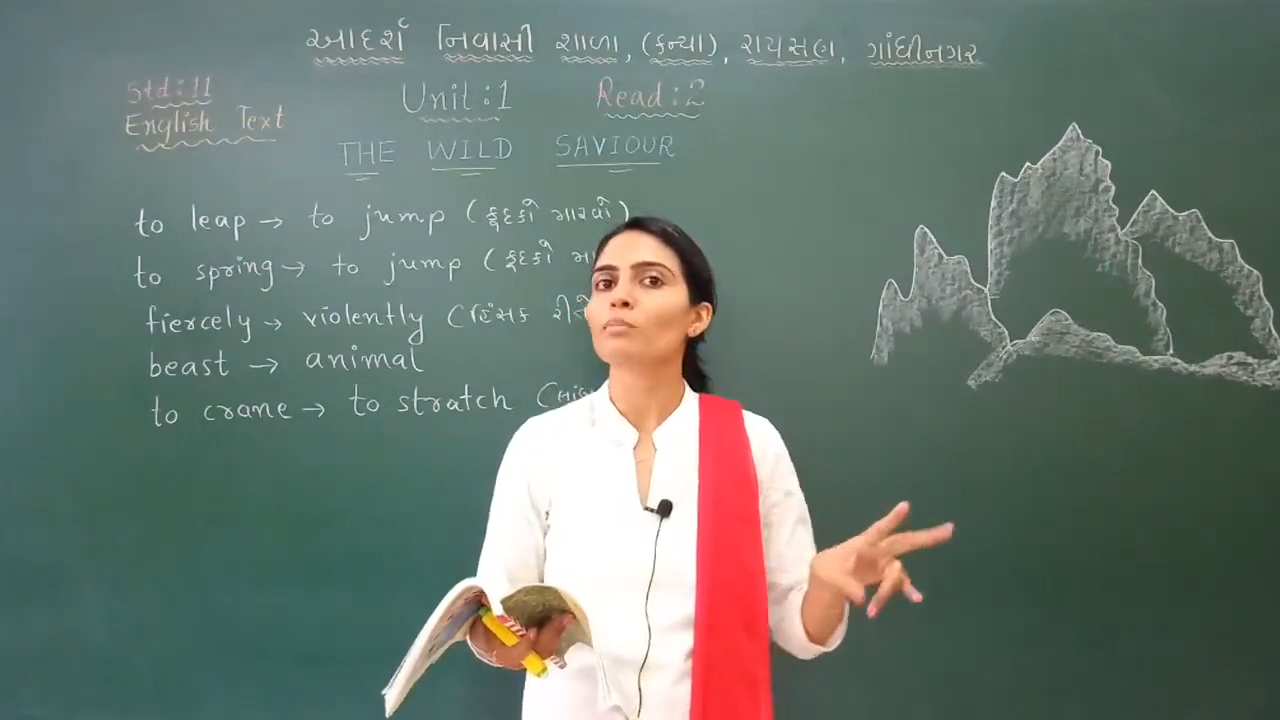 આદર્શ નિવાસી શાળા, (કન્યા), રાયસણ, ગાંધીનગર
Std:11
English Text
Unit:1 Read:2
THE WILD SAVIOUR
to leap → to jump (કૂદકો મારવો)
to spring → to jump (કૂદકો
fiercely → violently (હિંસક રીતે
beast → animal
to crane → to stratch